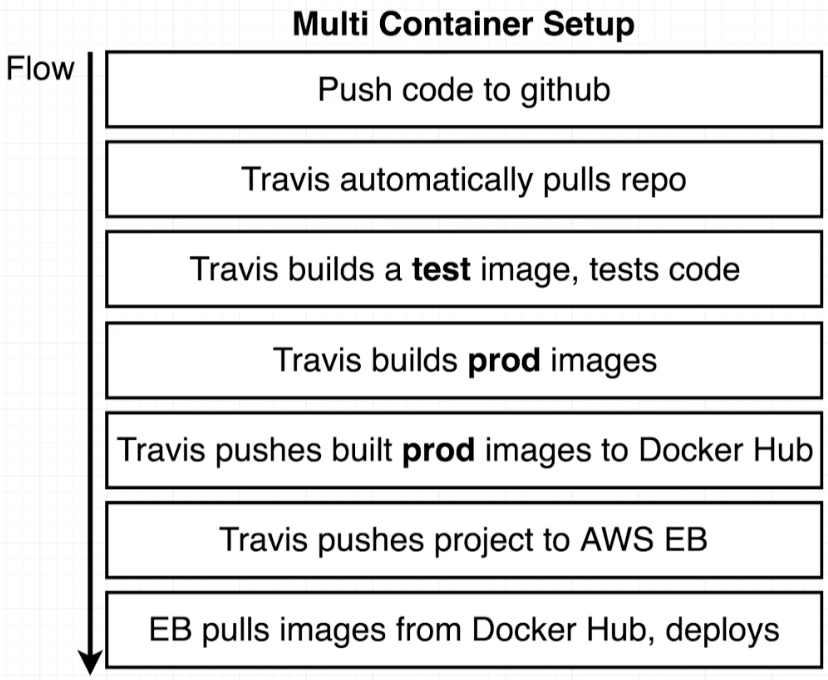 Multi Container Setup
Flow
Push code to github
Travis automatically pulls repo
Travis builds a test image, tests code
Travis builds prod images
Travis pushes built prod images to Docker Hub
Travis pushes project to AWS EB
EB pulls images from Docker Hub, deploys